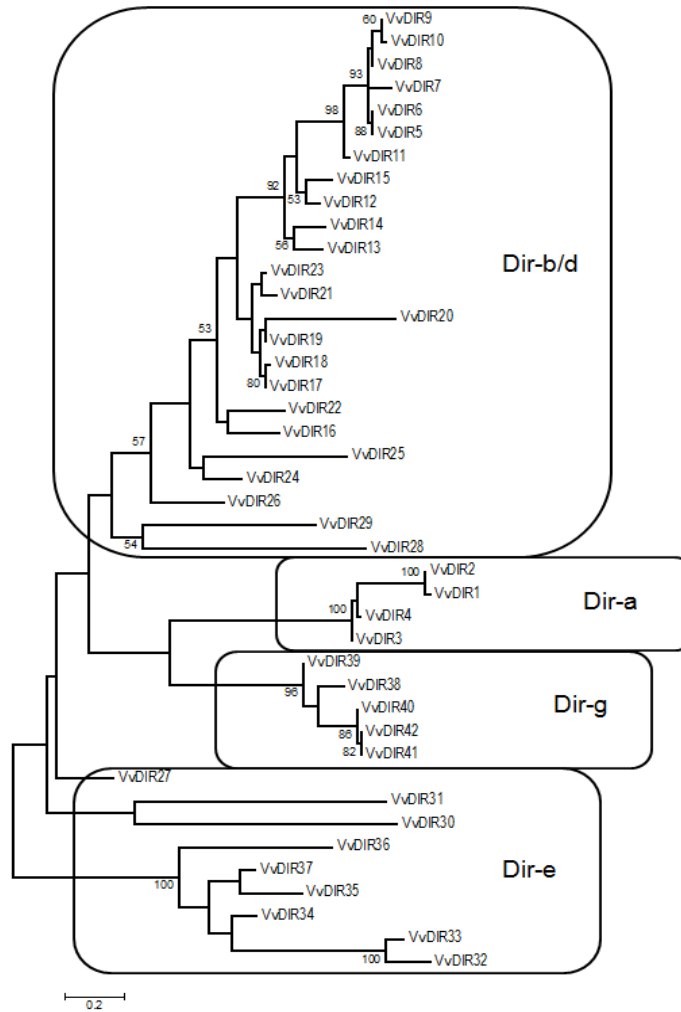 60 VvDIR9
VvDIR10
VvDIR8
93
VvDIR7
VvDIR6
88 VvDIR5
98
VvDIR11
VvDIR15
92
53 VvDIR12
VvDIR14
56 VvDIR13
Dir-b/d
VvDIR23
VvDIR21
VvDIR20
53
VvDIR19
VvDIR18
80 VvDIR17
VvDIR22
VvDIR16
57
VvDIR25
VvDIR24
VvDIR26
VvDIR29
54 VvDIR28
100 VvDIR2
VvDIR1
Dir-a
100 VvDIR4
VvDIR3
VvDIR39
96 VvDIR38
VvDIR40
Dir-g
86 VvDIR42
82 VvDIR41
VvDIR27
VvDIR31
VvDIR30
VvDIR36
VvDIR37
Dir-e
100 VvDIR35
VvDIR34
VvDIR33
100 VvDIR32
0.2